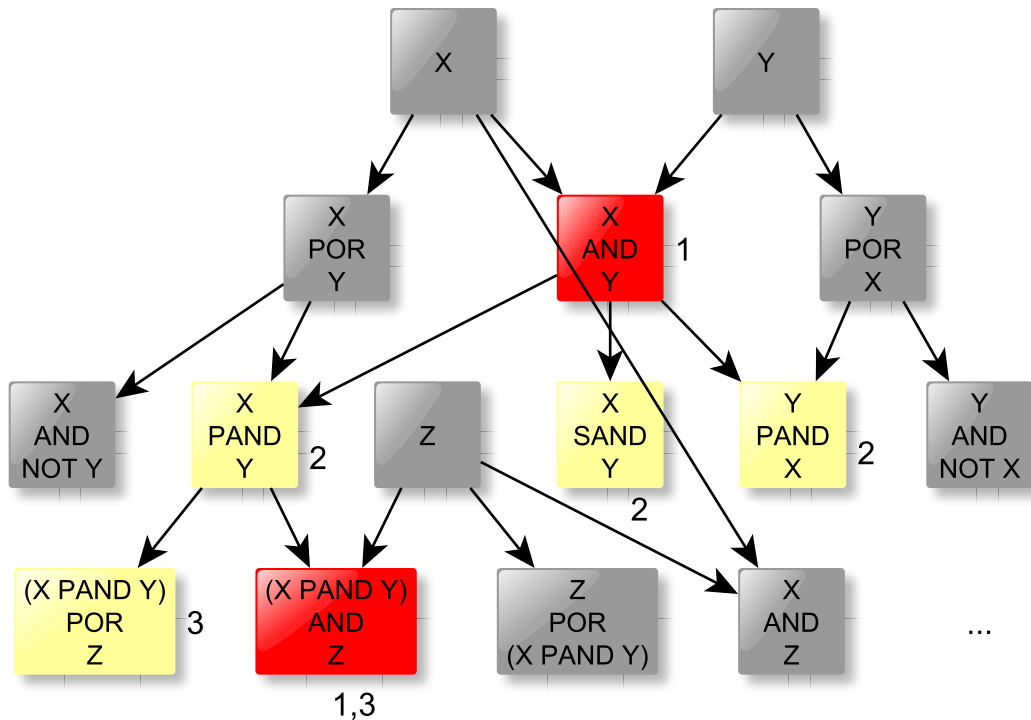 X
Y
X
POR
Y
X
AND
Y
1
Y
POR
X
X
AND
NOT Y
X
PAND
Y
2
Z
X
SAND
Y
2
Y
PAND
X
2
Y
AND
NOT X
(X PAND Y)
POR
Z
3
(X PAND Y)
AND
Z
1,3
Z
POR
(X PAND Y)
X
AND
Z
...